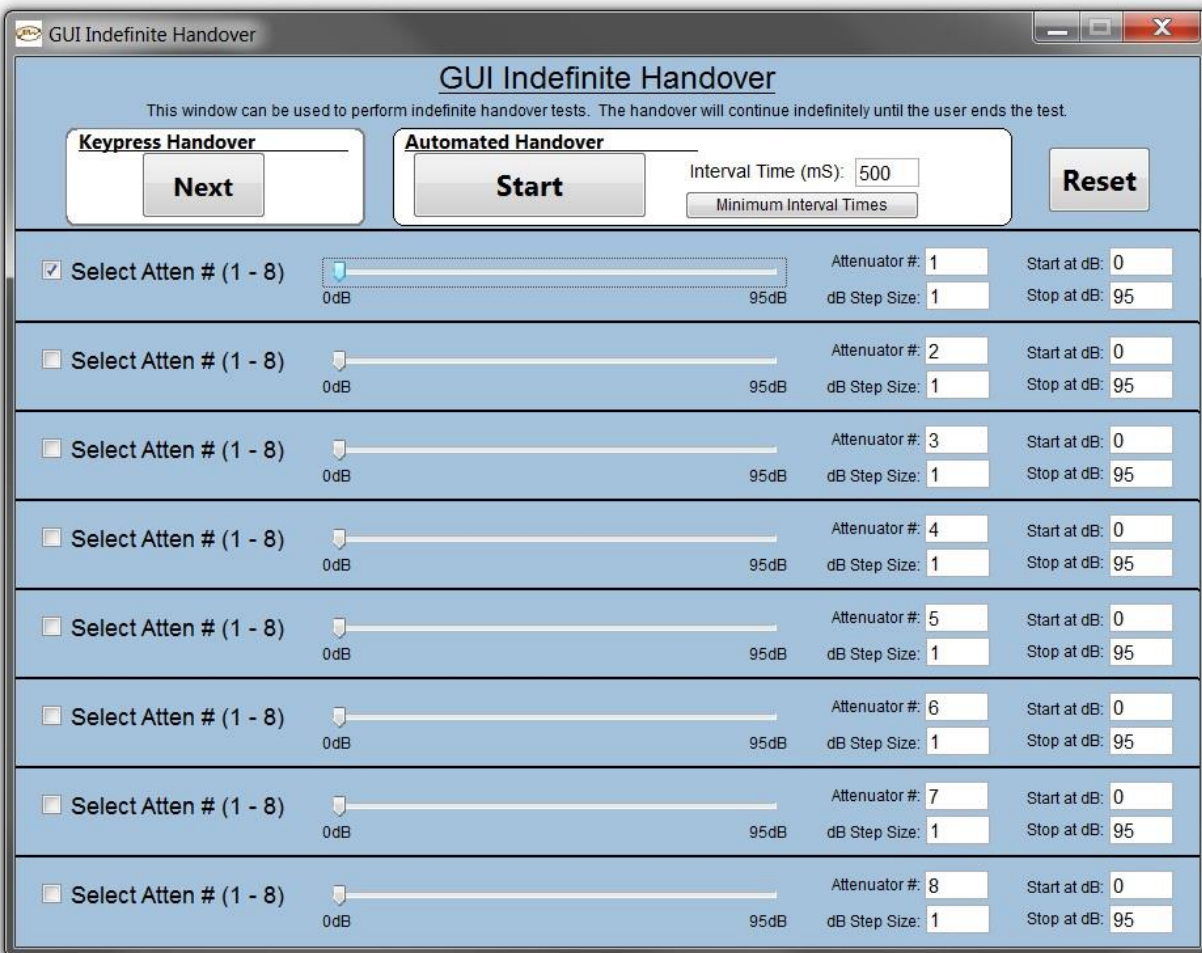 GUI Indefinite Handover
GUI Indefinite Handover
This window can be used to perform indefinite handover tests. The handover will continue indefinitely until the user ends the test.
Keypress Handover
Next
Automated Handover
Start
Interval Time (mS): 500
Minimum Interval Times
Reset
Select Atten # (1 - 8)
0dB 95dB
Attenuator #: 1
dB Step Size: 1
Start at dB: 0
Stop at dB: 95
Select Atten # (1 - 8)
0dB 95dB
Attenuator #: 2
dB Step Size: 1
Start at dB: 0
Stop at dB: 95
Select Atten # (1 - 8)
0dB 95dB
Attenuator #: 3
dB Step Size: 1
Start at dB: 0
Stop at dB: 95
Select Atten # (1 - 8)
0dB 95dB
Attenuator #: 4
dB Step Size: 1
Start at dB: 0
Stop at dB: 95
Select Atten # (1 - 8)
0dB 95dB
Attenuator #: 5
dB Step Size: 1
Start at dB: 0
Stop at dB: 95
Select Atten # (1 - 8)
0dB 95dB
Attenuator #: 6
dB Step Size: 1
Start at dB: 0
Stop at dB: 95
Select Atten # (1 - 8)
0dB 95dB
Attenuator #: 7
dB Step Size: 1
Start at dB: 0
Stop at dB: 95
Select Atten # (1 - 8)
0dB 95dB
Attenuator #: 8
dB Step Size: 1
Start at dB: 0
Stop at dB: 95